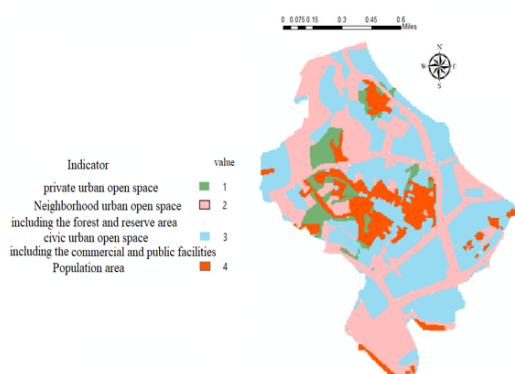 0 0.075 0.15 0.3 0.45 0.6
Miles
N
W E
S
Indicator value
private urban open space 1
Neighborhood urban open space 2
including the forest and reserve area
civic urban open space 3
including the commercial and public facilities
Population area 4